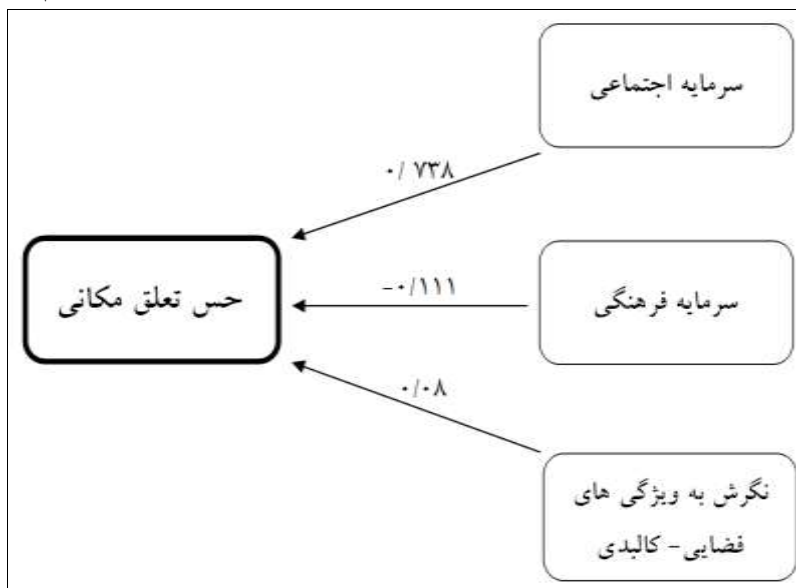 سرمایه اجتماعی
۰/ ۷۳۸
حس تعلق مکانی
-۰/۱۱۱
سرمایه فرهنگی
۰/۰۸
نگرش به ویژگی های
فضایی- کالبدی